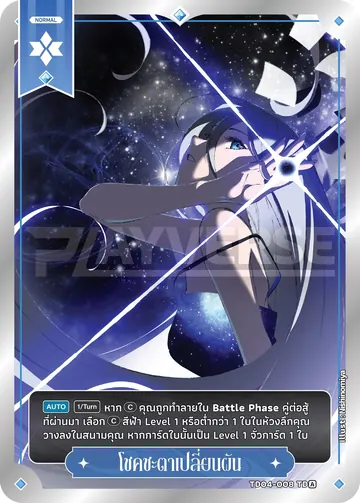 NORMAL
PLAYVERSE
AUTO 1/Turn หาก C คุณถูกทำลายใน Battle Phase คู่ต่อสู้
ที่ผ่านมา เลือก C สีฟ้า Level 1 หรือต่ำกว่า 1 ใบในห้วงลึกคุณ
วางลงในสนามคุณ หากการ์ดใบนั้นเป็น Level 1 จั่วการ์ด 1 ใบ
Illust : Nishinomiya
โชคชะตาเปลี่ยนผัน
TD04-008 TD A